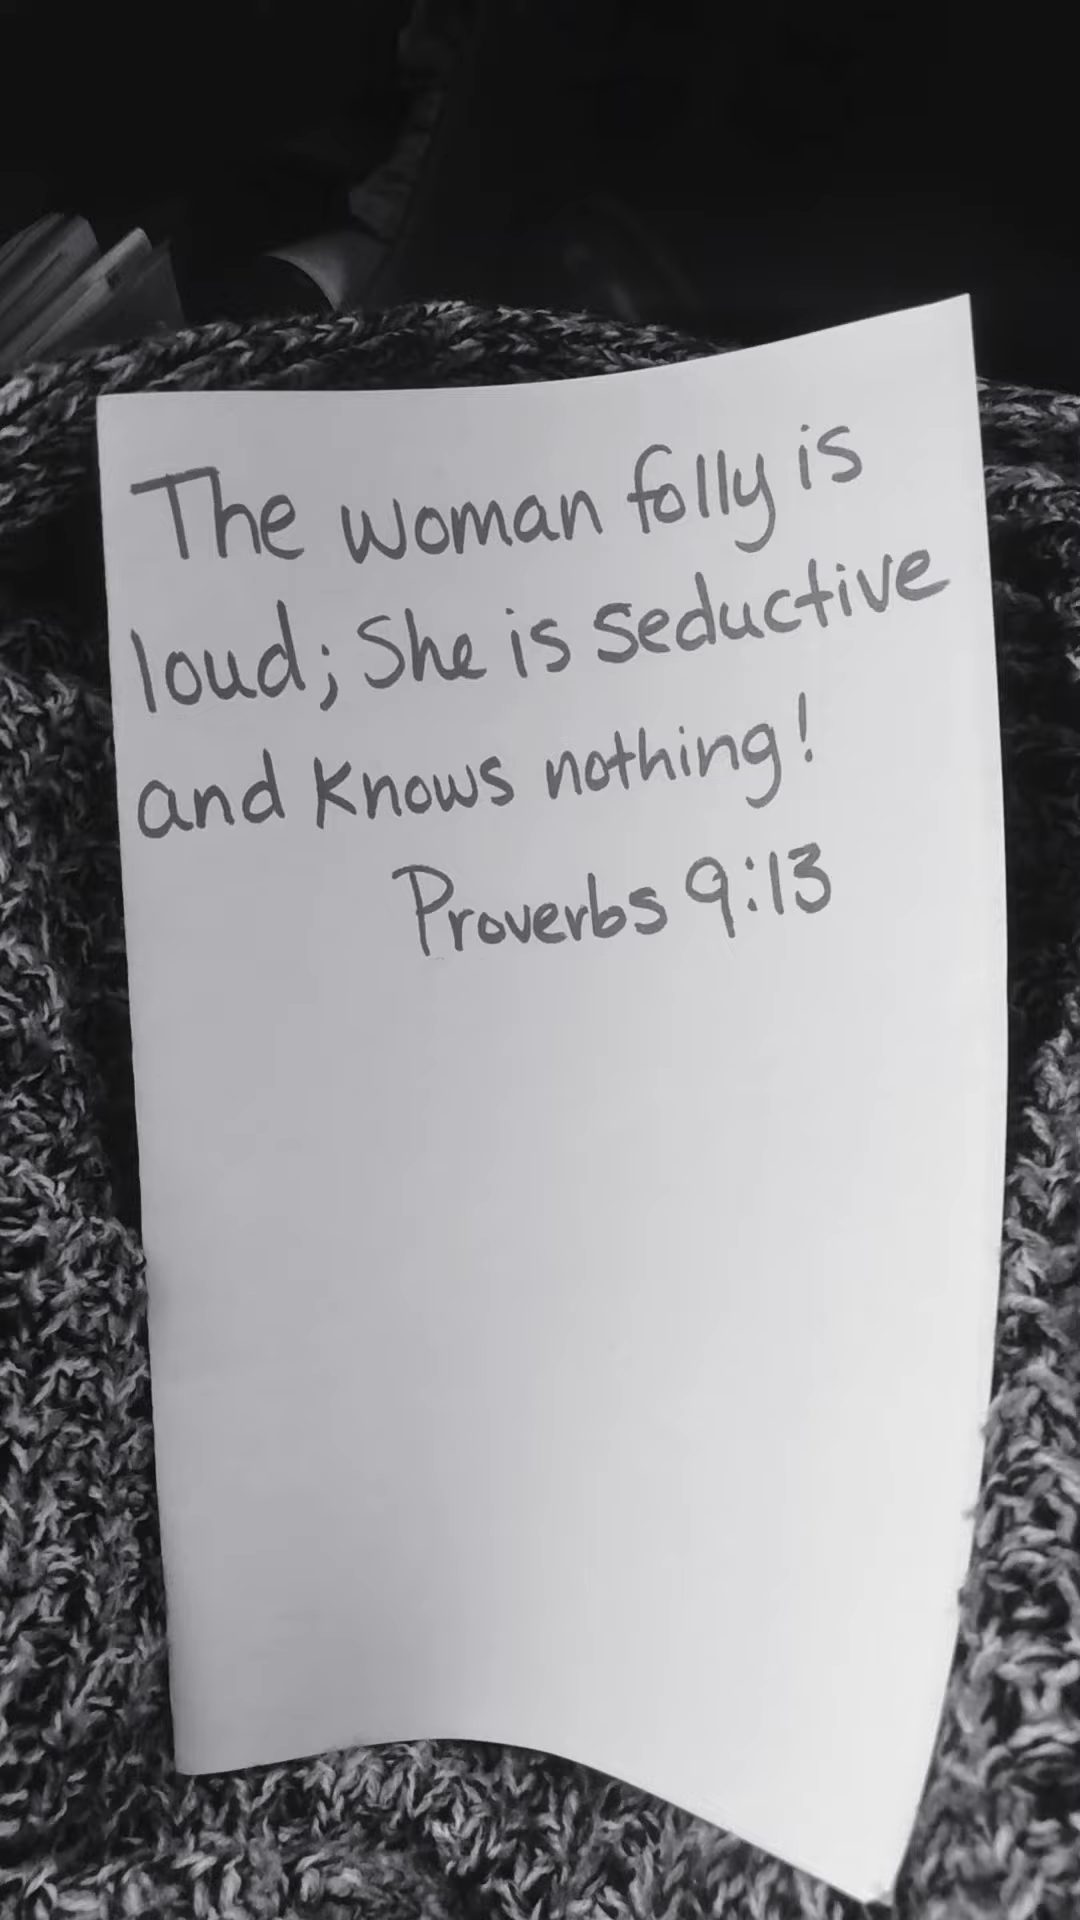 The woman folly is
loud; She is seductive
and knows nothing!
Proverbs 9:13